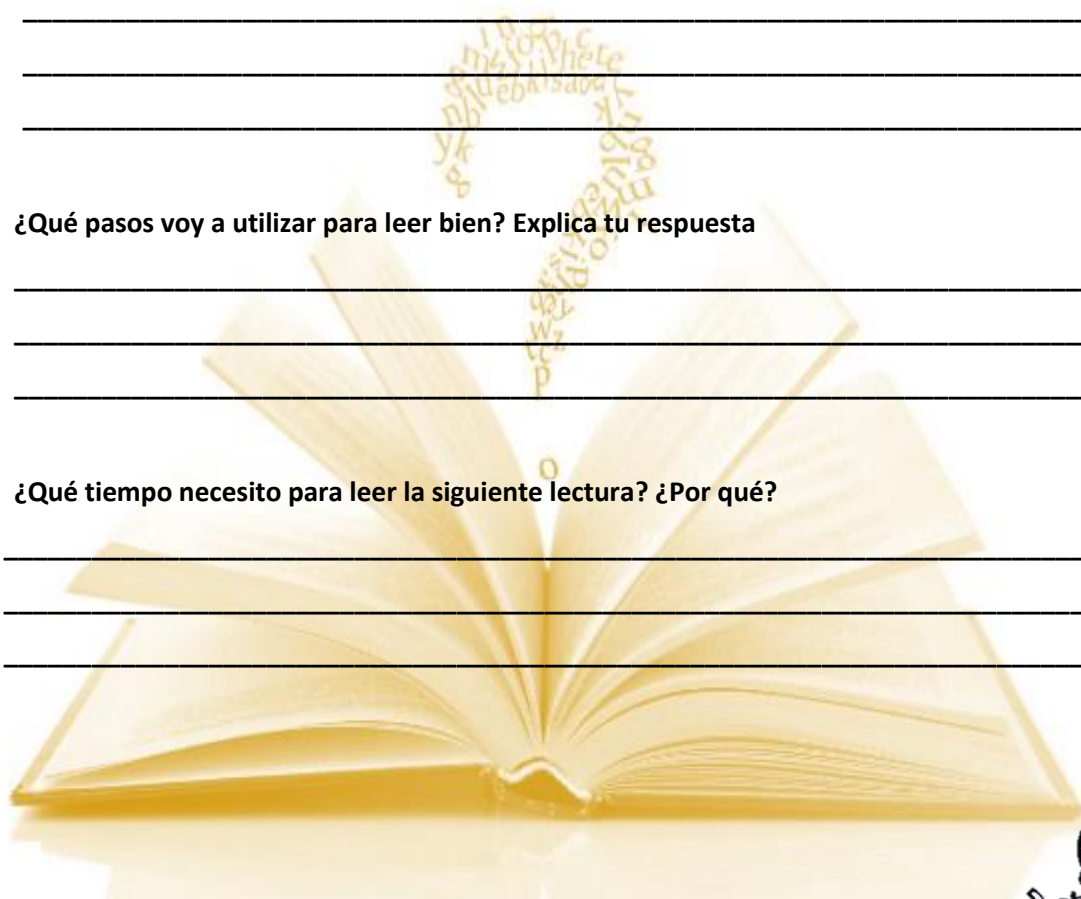 ¿Qué pasos voy a utilizar para leer bien? Explica tu respuesta
¿Qué tiempo necesito para leer la siguiente lectura? ¿Por qué?